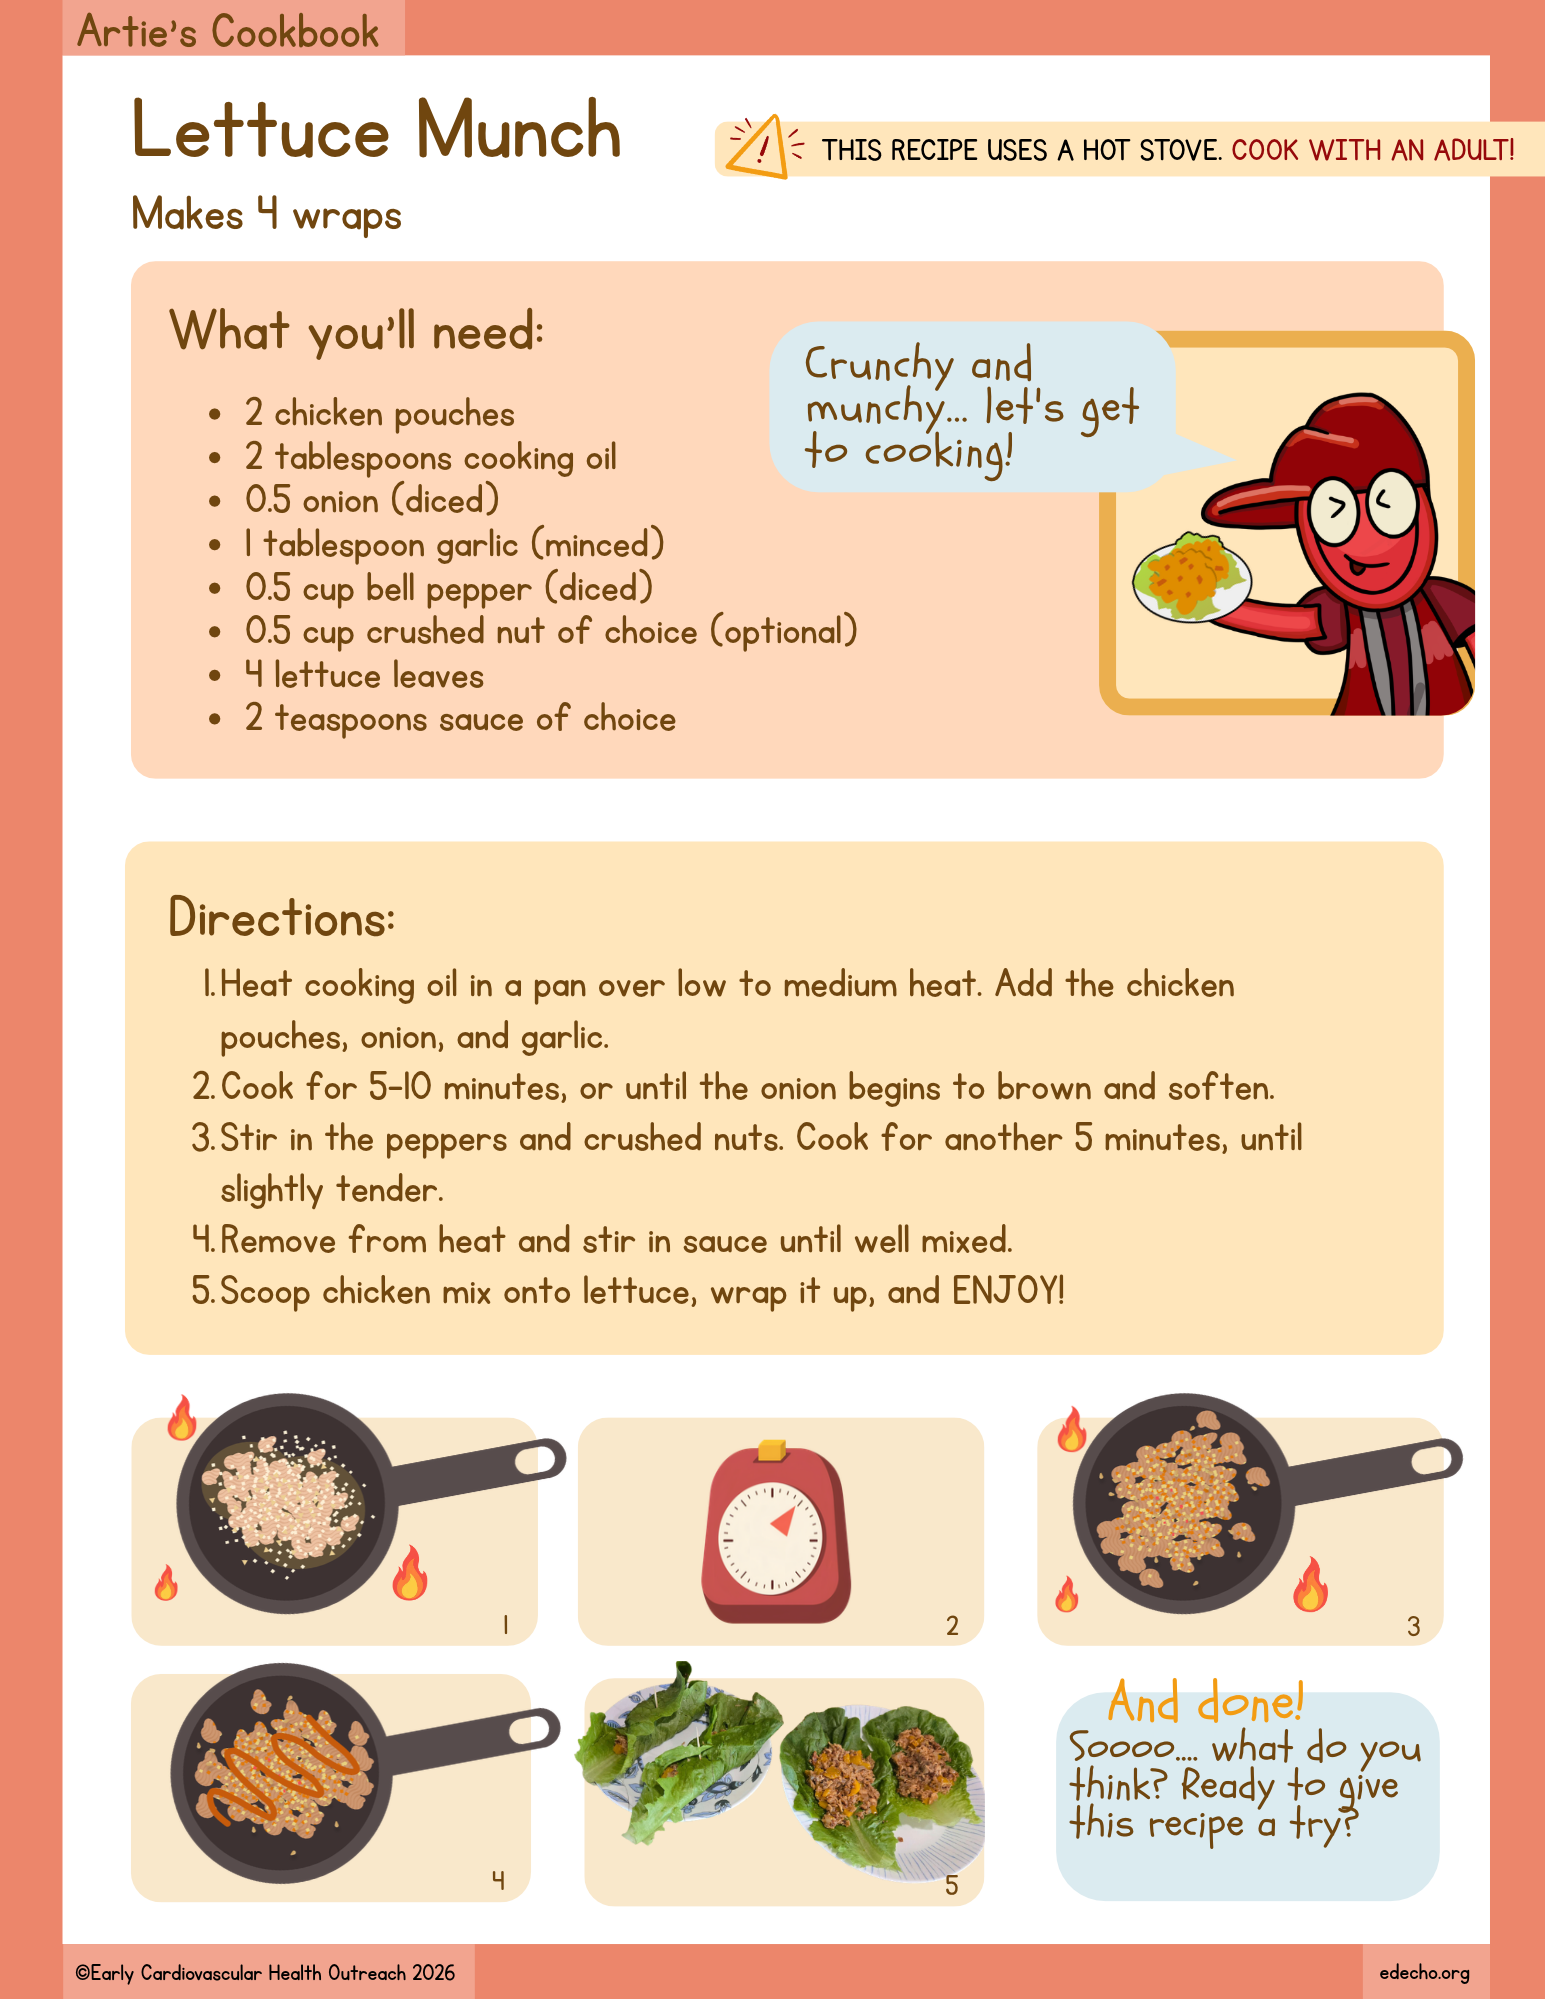 Artie's Cookbook
Lettuce Munch
THIS RECIPE USES A HOT STOVE. COOK WITH AN ADULT!
Makes 4 wraps
What you'll need:
• 2 chicken pouches
• 2 tablespoons cooking oil
• 0.5 onion (diced)
• 1 tablespoon garlic (minced)
• 0.5 cup bell pepper (diced)
• 0.5 cup crushed nut of choice (optional)
• 4 lettuce leaves
• 2 teaspoons sauce of choice
Crunchy and
munchy... let's get
to cooking!
Directions:
1. Heat cooking oil in a pan over low to medium heat. Add the chicken
pouches, onion, and garlic.
2. Cook for 5-10 minutes, or until the onion begins to brown and soften.
3. Stir in the peppers and crushed nuts. Cook for another 5 minutes, until
slightly tender.
4. Remove from heat and stir in sauce until well mixed.
5. Scoop chicken mix onto lettuce, wrap it up, and ENJOY!
1
2
3
4
5
And done!
Soooo.... what do you
think? Ready to give
this recipe a try?
©Early Cardiovascular Health Outreach 2026
edecho.org